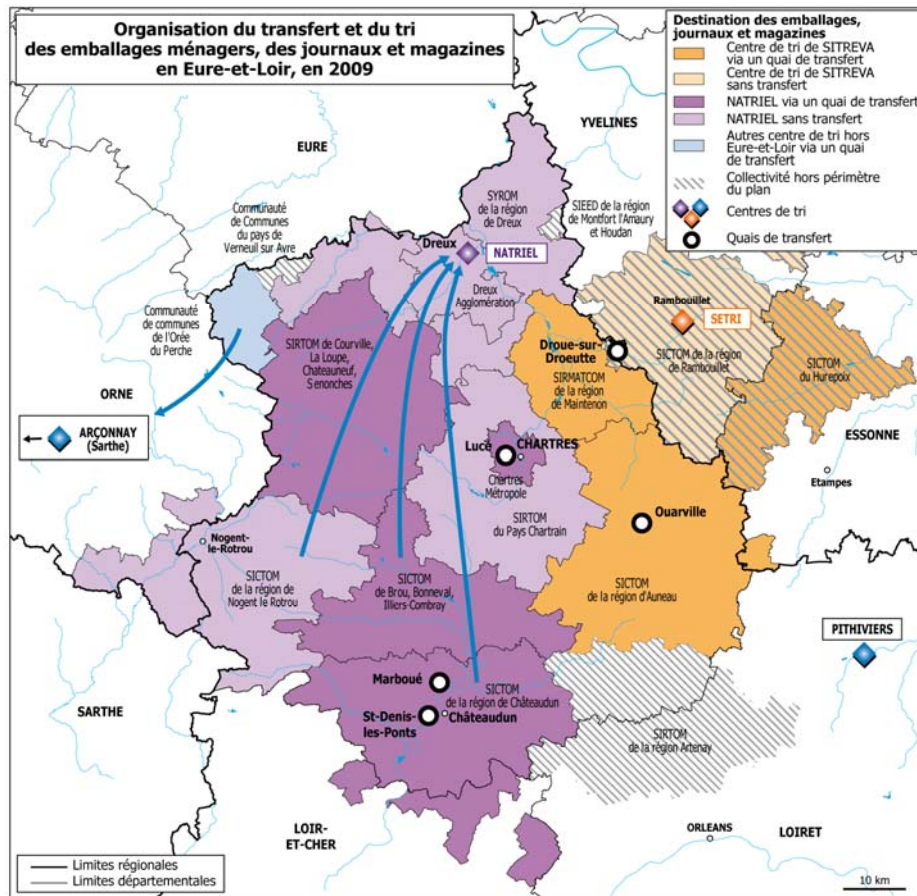 Organisation du transfert et du tri
des emballages ménagers, des journaux et magazines
en Eure-et-Loir, en 2009
Destination des emballages,
journaux et magazines
Centre de tri de SITREVA
via un quai de transfert
Centre de tri de SITREVA
sans transfert
NATRIEL via un quai de transfert
NATRIEL sans transfert
Autres centre de tri hors
Eure-et-Loir via un quai
de transfert
Collectivité hors périmètre
du plan
Centres de tri
Quais de transfert
YVELINES
EURE
SYROM
de la région
de Dreux
SIEED de la région
de Montfort l'Amaury
et Houdan
Communauté
de Communes
du pays de
Verneuil sur Avre
Dreux
NATRIEL
Dreux
Agglomération
Rambouillet
SETRI
Communauté
de communes
de l'Orée
du Perche
SIRTOM de Courville,
La Loupe,
Chateauneuf,
Senonches
Droue-sur-
Droeutte
SICTOM de la région
de Rambouillet
SICTOM
du Hurepoix
SIRMATCOM
de la région
de Maintenon
ORNE
ARÇONNAY
(Sarthe)
Lucé
CHARTRES
Chartres
Métropole
ESSONNE
Etampes
Ouarville
SIRTOM
du Pays Chartrain
Nogent-
le-Rotrou
SICTOM
de la région de
Nogent le Rotrou
SICTOM
de Brou, Bonneval,
Illiers-Combray
SICTOM
de la région d'Auneau
PITHIVIERS
Marboué
SICTOM
de la région de Châteaudun
St-Denis-
les-Ponts
Châteaudun
SARTHE
SIRTOM
de la région Artenay
LOIR-
ET-CHER
ORLEANS
LOIRET
Limites régionales
Limites départementales
10 km